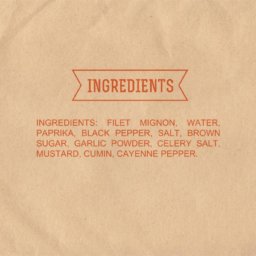 INGREDIENTS
INGREDIENTS: FILET MIGNON, WATER,
PAPRIKA, BLACK PEPPER, SALT, BROWN
SUGAR, GARLIC POWDER, CELERY SALT,
MUSTARD, CUMIN, CAYENNE PEPPER.